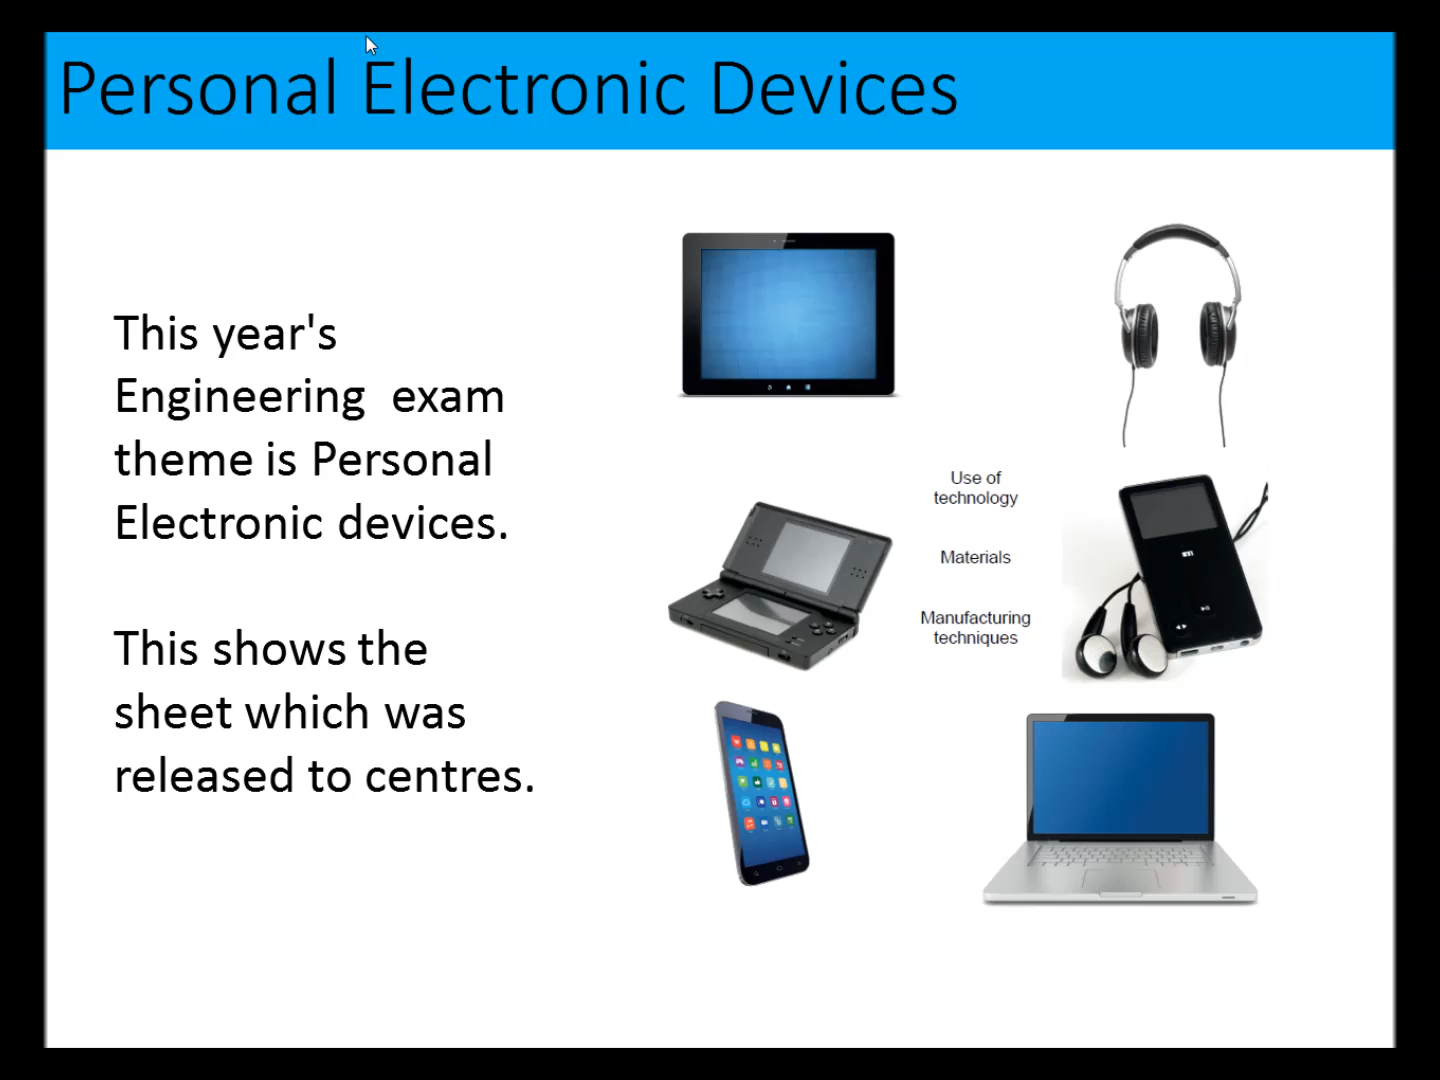 Personal Electronic Devices
This year's
Engineering  exam
theme is Personal
Electronic devices.
This shows the
sheet which was
released to centres.
Use of
technology
Materials
Manufacturing
techniques